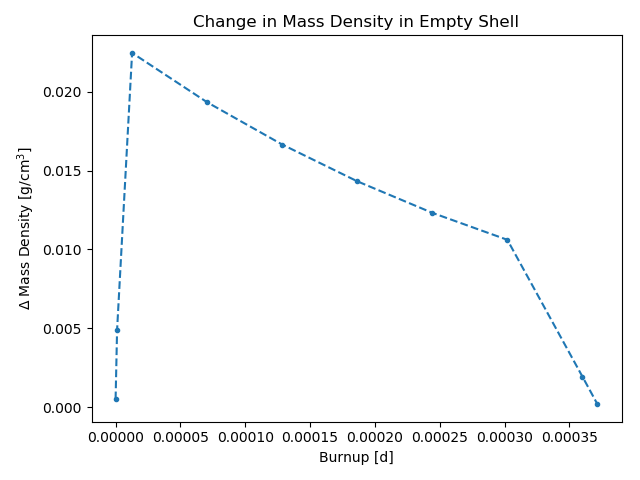 Change in Mass Density in Empty Shell
Δ Mass Density [g/cm³]
0.020
0.015
0.010
0.005
0.000
0.00000 0.00005 0.00010 0.00015 0.00020 0.00025 0.00030 0.00035
Burnup [d]